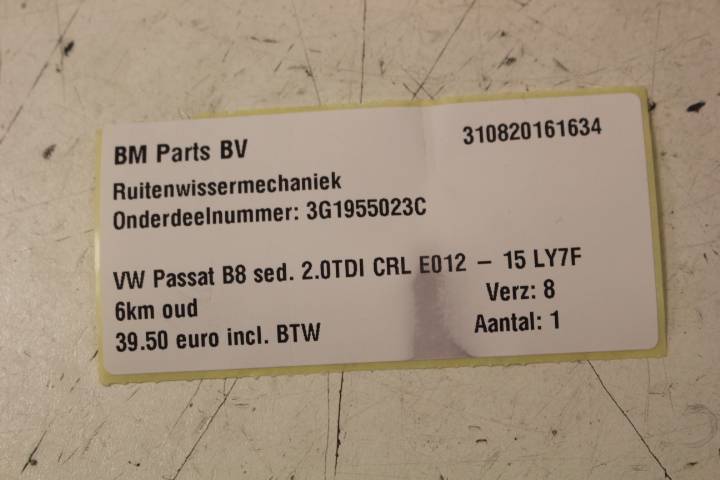 BM Parts BV
310820161634
Ruitenwissermechaniek
Onderdeelnummer: 3G1955023C
VW Passat B8 sed. 2.0TDI CRL E012 – 15 LY7F
6km oud
Verz: 8
39.50 euro incl. BTW
Aantal: 1